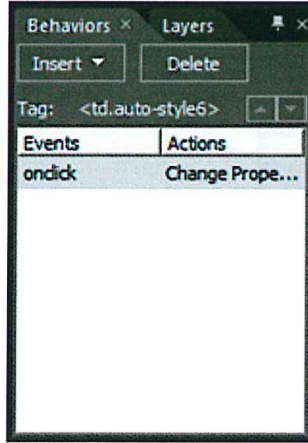 Behaviors × Layers
Insert Delete
Tag: <td.auto-style6>
Events Actions
onclick Change Prope...